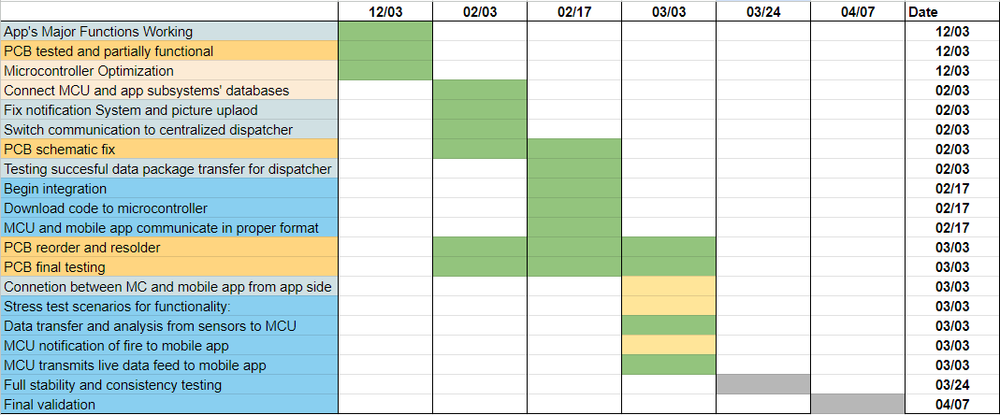 12/03 02/03 02/17 03/03 03/24 04/07 Date
App's Major Functions Working 12/03
PCB tested and partially functional 12/03
Microcontroller Optimization 12/03
Connect MCU and app subsystems' databases 02/03
Fix notification System and picture uplaod 02/03
Switch communication to centralized dispatcher 02/03
PCB schematic fix 02/03
Testing succesful data package transfer for dispatcher 02/03
Begin integration 02/17
Download code to microcontroller 02/17
MCU and mobile app communicate in proper format 02/17
PCB reorder and resolder 03/03
PCB final testing 03/03
Connetion between MC and mobile app from app side 03/03
Stress test scenarios for functionality: 03/03
Data transfer and analysis from sensors to MCU 03/03
MCU notification of fire to mobile app 03/03
MCU transmits live data feed to mobile app 03/03
Full stability and consistency testing 03/24
Final validation 04/07